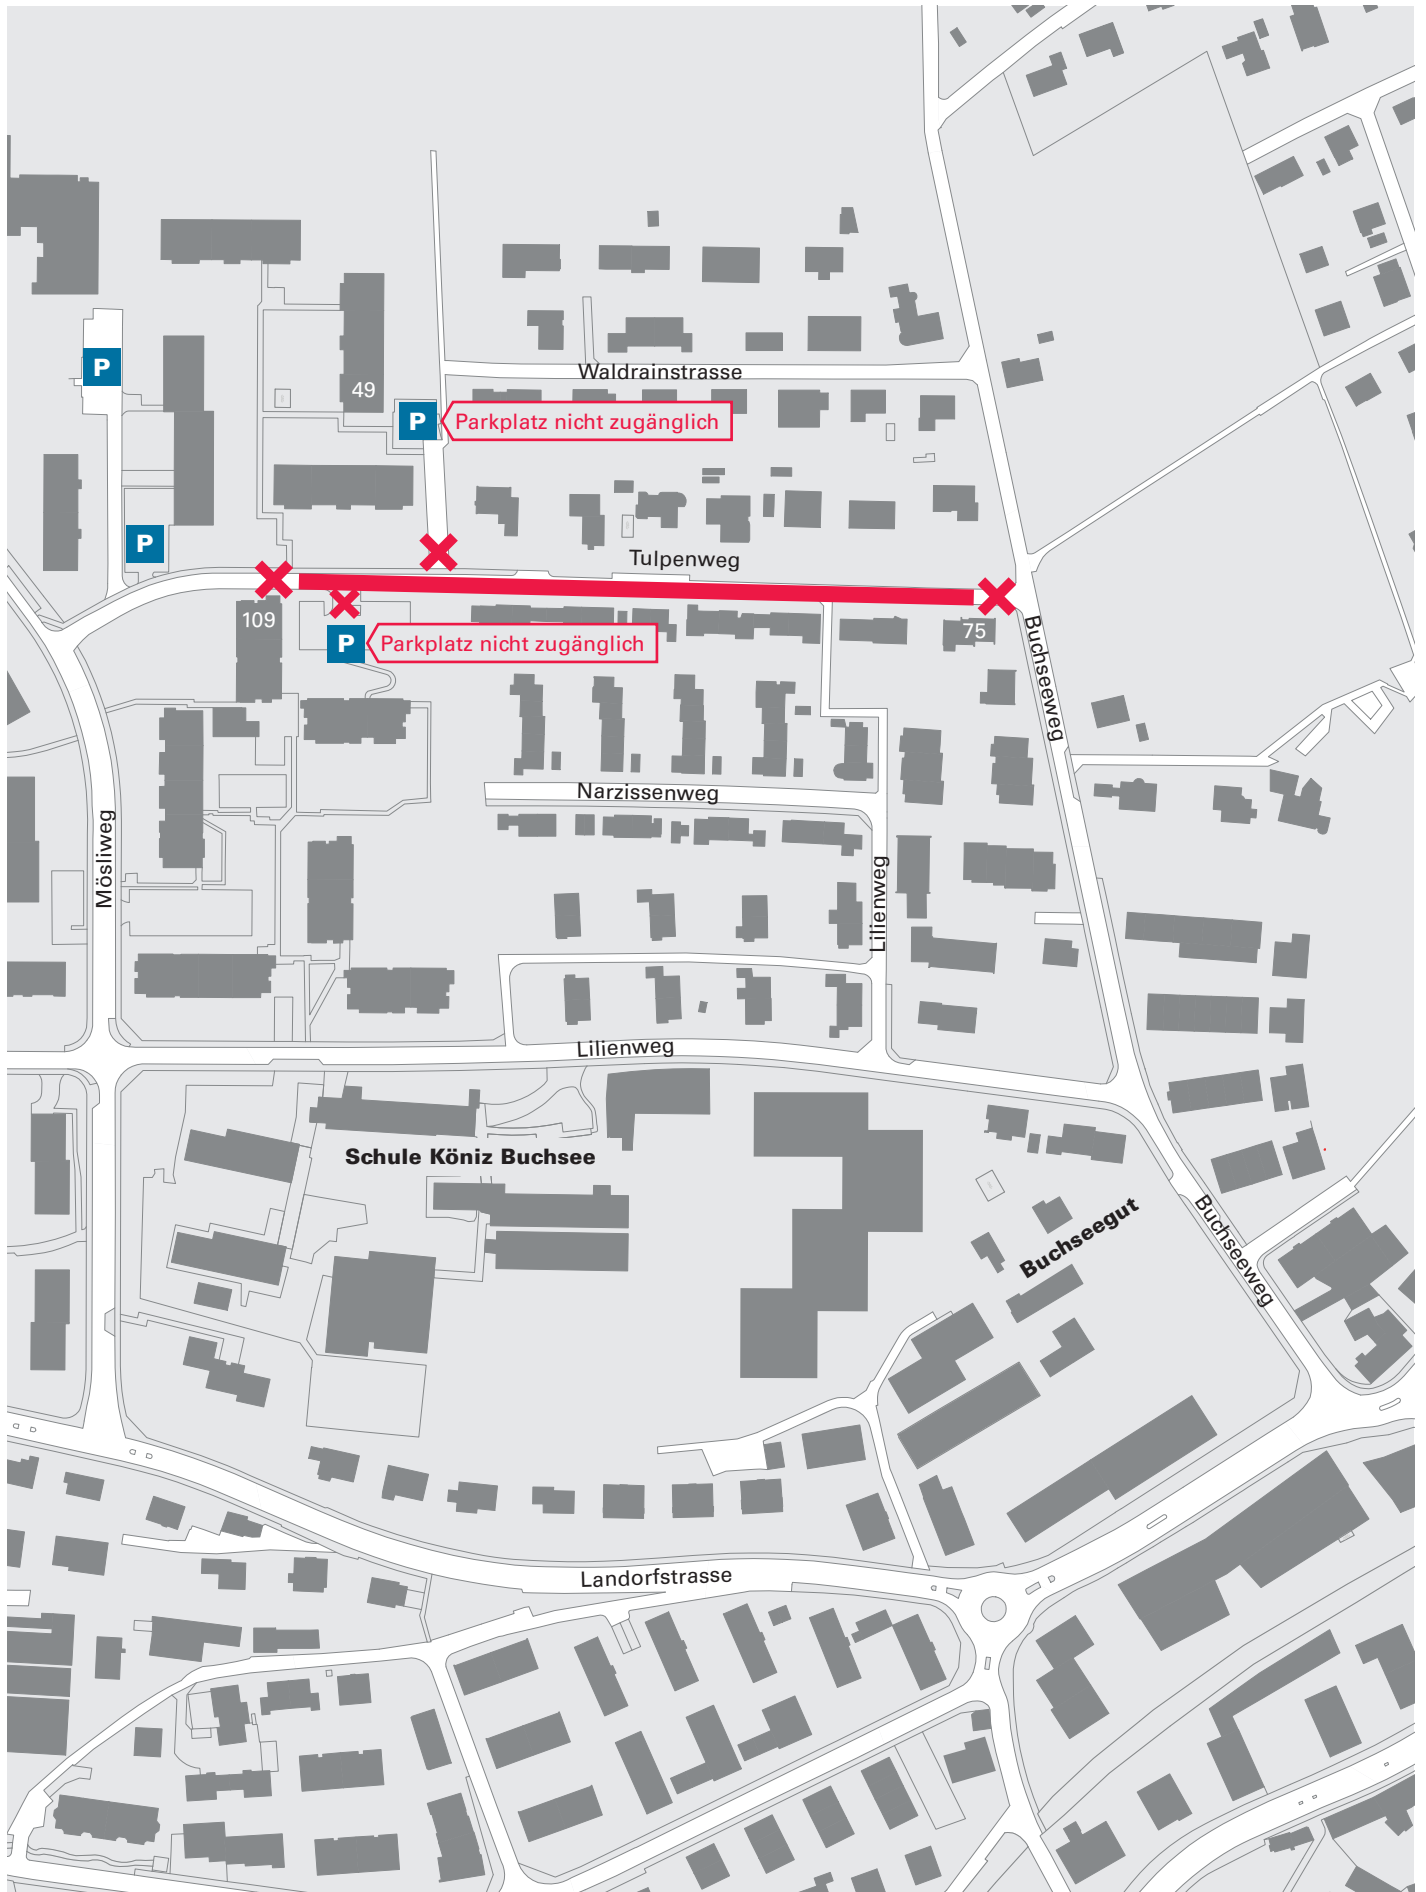 P
49
Waldrainstrasse
P
Parkplatz nicht zugänglich
P
Tulpenweg
109
75
P
Parkplatz nicht zugänglich
Buchseeweg
Narzissenweg
Mösliweg
Lilienweg
Lilienweg
Schule Köniz Buchsee
Buchseegut
Buchseeweg
Landorfstrasse